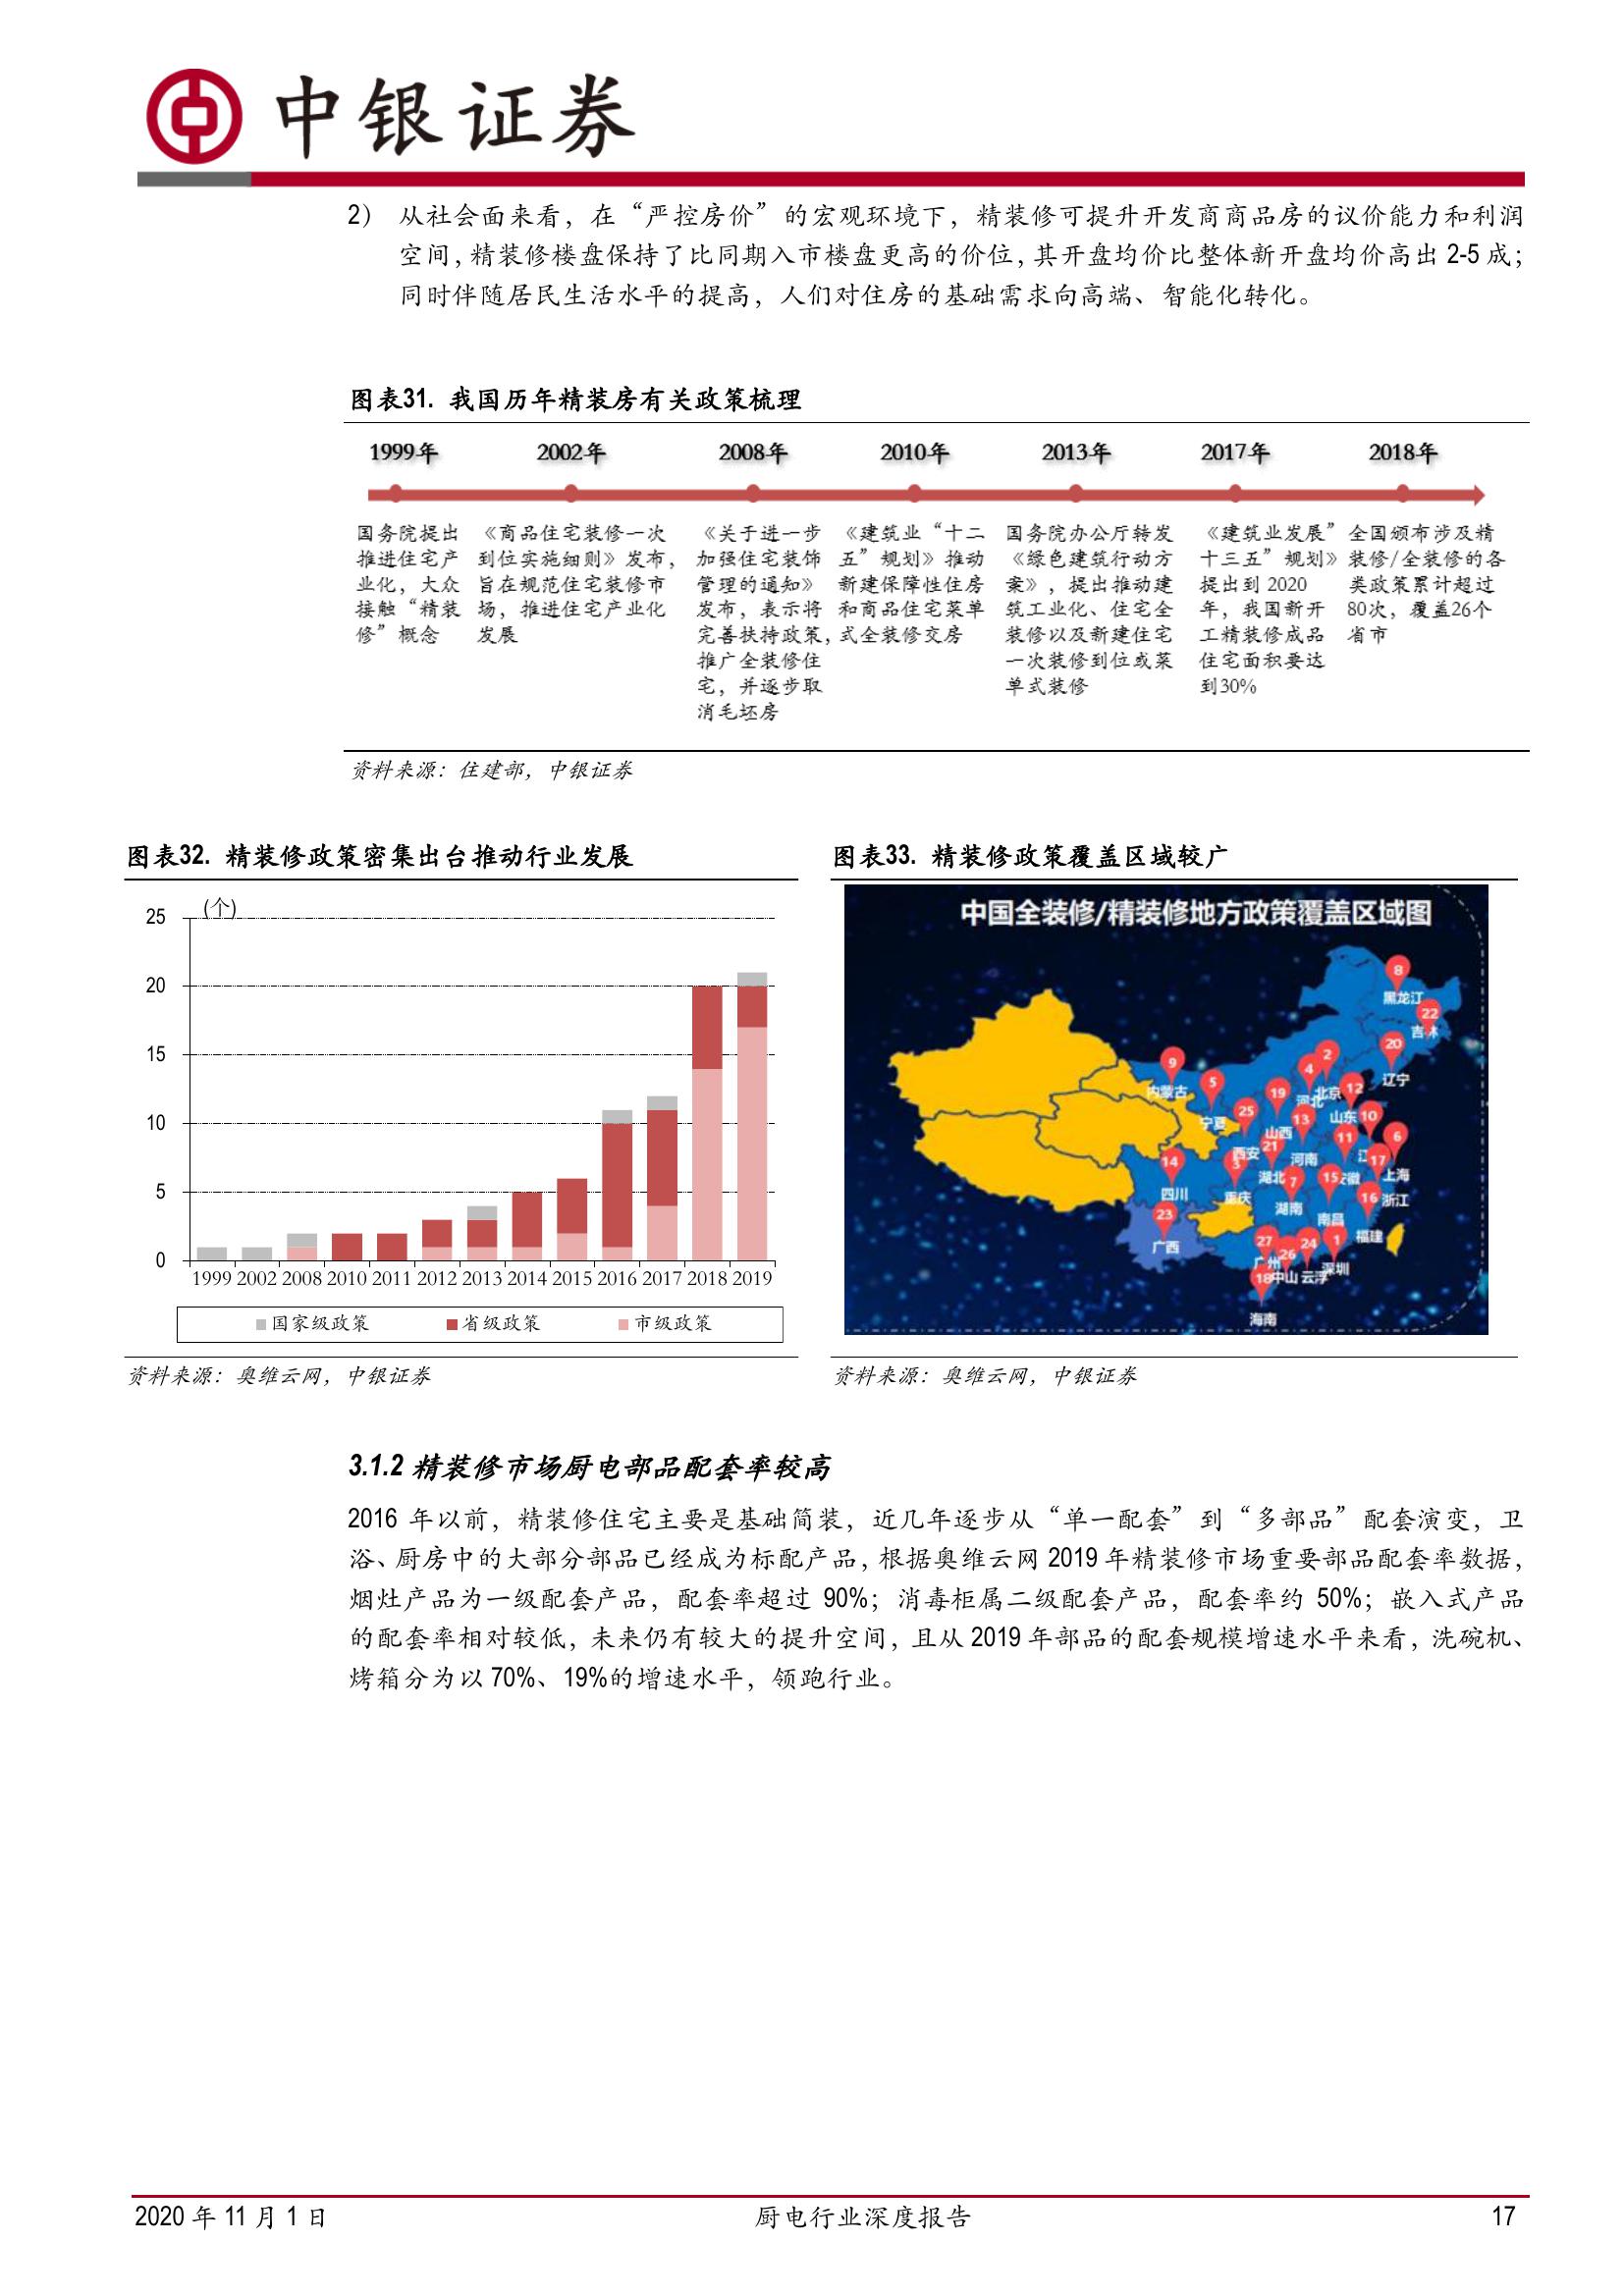 中银证券
2） 从社会面来看，在“严控房价”的宏观环境下，精装修可提升开发商商品房的议价能力和利润
空间，精装修楼盘保持了比同期入市楼盘更高的价位，其开盘均价比整体新开盘均价高出 2-5 成；
同时伴随居民生活水平的提高，人们对住房的基础需求向高端、智能化转化。
图表31. 我国历年精装房有关政策梳理
1999年 2002年 2008年 2010年 2013年 2017年 2018年
国务院提出
推进住宅产
业化，大众
接触“精装
修”概念
《商品住宅装修一次
到位实施细则》发布，
旨在规范住宅装修市
场，推进住宅产业化
发展
《关于进一步
加强住宅装饰
管理的通知》
发布，表示将
完善扶持政策，
推广全装修住
宅，并逐步取
消毛坯房
《建筑业“十二
五”规划》推动
新建保障性住房
和商品住宅菜单
式全装修交房
国务院办公厅转发
《绿色建筑行动方
案》，提出推动建
筑工业化、住宅全
装修以及新建住宅
一次装修到位或菜
单式装修
《建筑业发展”
十三五”规划》
提出到 2020
年，我国新开
工精装修成品
住宅面积要达
到30%
全国颁布涉及精
装修/全装修的各
类政策累计超过
80次，覆盖26个
省市
资料来源：住建部，中银证券
图表32. 精装修政策密集出台推动行业发展
(个)
25
20
15
10
5
0
1999 2002 2008 2010 2011 2012 2013 2014 2015 2016 2017 2018 2019
国家级政策 省级政策 市级政策
资料来源：奥维云网，中银证券
图表33. 精装修政策覆盖区域较广
中国全装修/精装修地方政策覆盖区域图
8
黑龙江
22
吉林
20
辽宁
2
北京
4
河北
9
内蒙古
5
宁夏
19
山西
12
山东
10
25
西安
13
河南
11
6
上海
21
湖北
17
浙江
14
四川
3
重庆
7
湖南
15
南昌
16
福建
23
广西
27
广州
26
中山
24
云浮
1
深圳
18
海南
资料来源：奥维云网，中银证券
3.1.2 精装修市场厨电部品配套率较高
2016 年以前，精装修住宅主要是基础简装，近几年逐步从“单一配套”到“多部品”配套演变，卫
浴、厨房中的大部分部品已经成为标配产品，根据奥维云网 2019 年精装修市场重要部品配套率数据，
烟灶产品为一级配套产品，配套率超过 90%；消毒柜属二级配套产品，配套率约 50%；嵌入式产品
的配套率相对较低，未来仍有较大的提升空间，且从 2019 年部品的配套规模增速水平来看，洗碗机、
烤箱分为以 70%、19%的增速水平，领跑行业。
2020 年 11 月 1 日 厨电行业深度报告 17